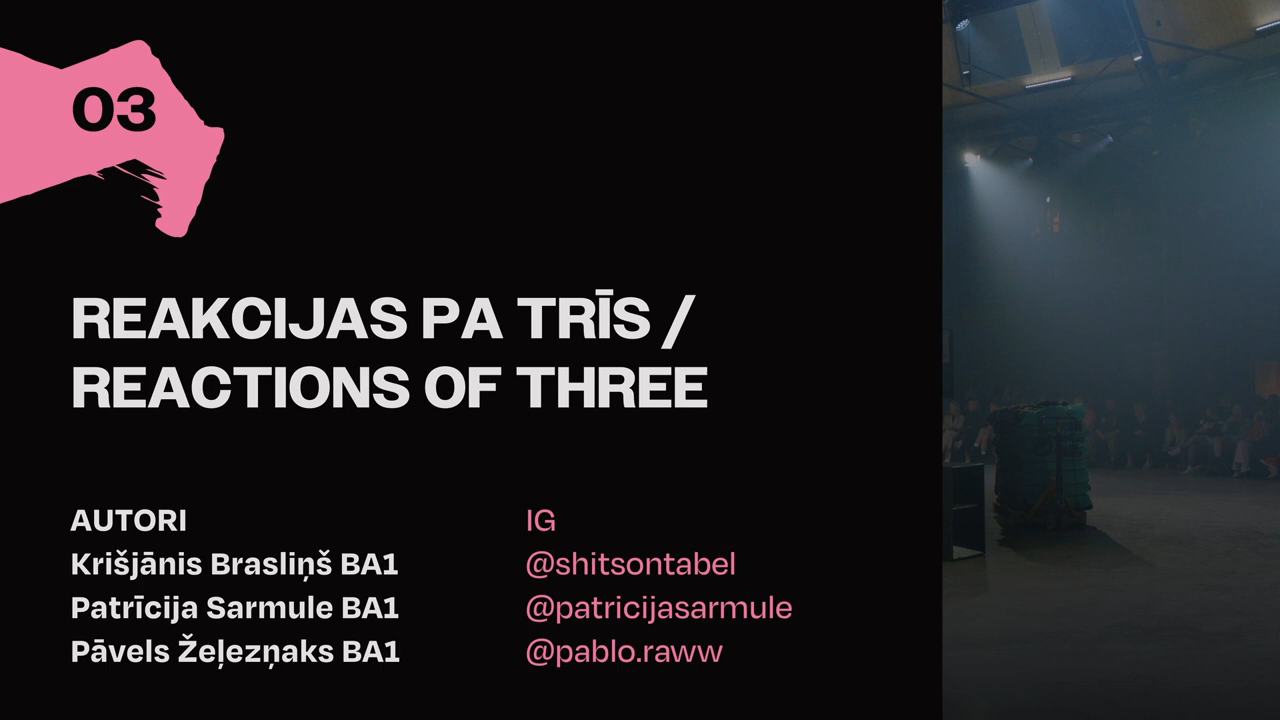 03
REAKCIJAS PA TRĪS /
REACTIONS OF THREE
AUTORI
Krišjānis Brasliņš BA1
Patrīcija Sarmule BA1
Pāvels Žeļezņaks BA1
IG
@shitsontabel
@patricijasarmule
@pablo.raww